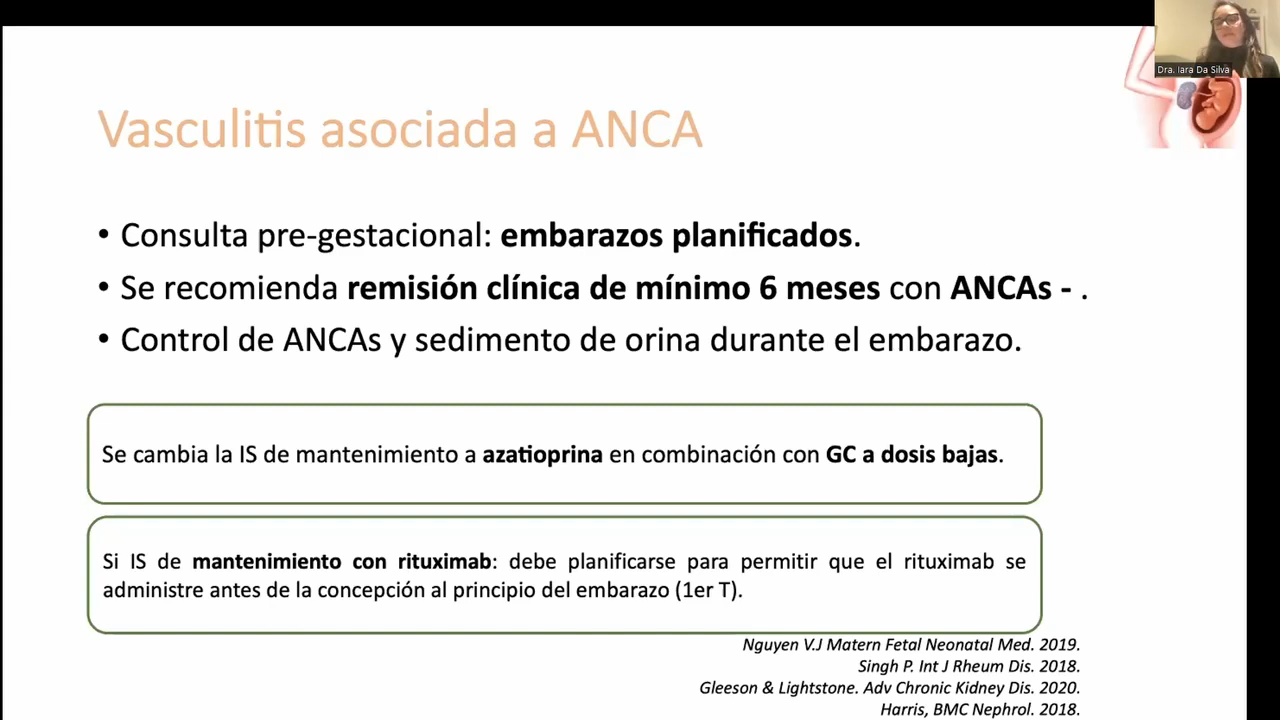 Dra. Iara Da Silva
Vasculitis asociada a ANCA
• Consulta pre-gestacional: embarazos planificados.
• Se recomienda remisión clínica de mínimo 6 meses con ANCAs - .
• Control de ANCAs y sedimento de orina durante el embarazo.
Se cambia la IS de mantenimiento a azatioprina en combinación con GC a dosis bajas.
Si IS de mantenimiento con rituximab: debe planificarse para permitir que el rituximab se
administre antes de la concepción al principio del embarazo (1er T).
Nguyen V.J Matern Fetal Neonatal Med. 2019.
Singh P. Int J Rheum Dis. 2018.
Gleeson & Lightstone. Adv Chronic Kidney Dis. 2020.
Harris, BMC Nephrol. 2018.